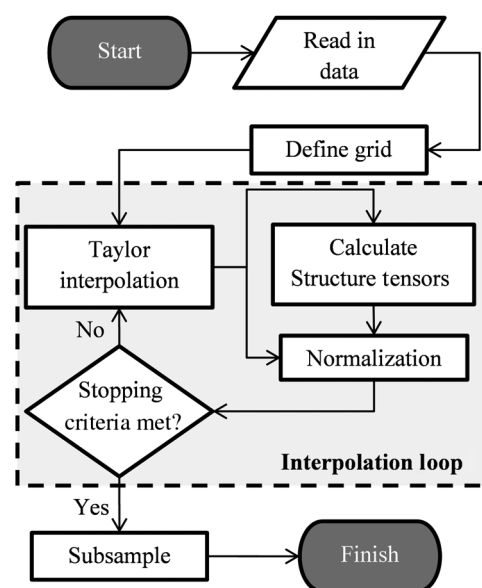 Start
Read in
data
Define grid
Taylor
interpolation
Calculate
Structure tensors
No
Normalization
Stopping
criteria met?
Interpolation loop
Yes
Subsample
Finish